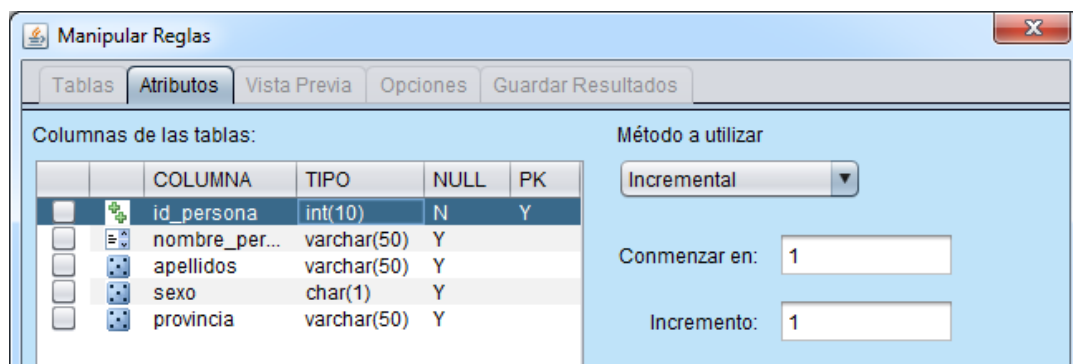 Manipular Reglas
Tablas Atributos Vista Previa Opciones Guardar Resultados
Columnas de las tablas:
Método a utilizar
COLUMNA TIPO NULL PK
Incremental
id_persona int(10) N Y
nombre_per... varchar(50) Y
apellidos varchar(50) Y
Conmenzar en: 1
sexo char(1) Y
provincia varchar(50) Y
Incremento: 1